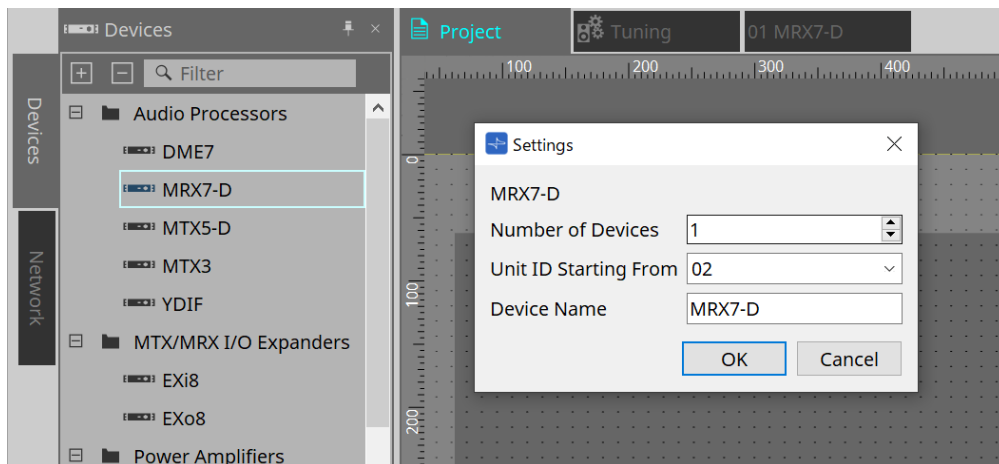 Devices
Project
Tuning
01 MRX7-D
Filter
100
200
300
400
Devices
Network
Audio Processors
DME7
MRX7-D
MTX5-D
MTX3
YDIF
MTX/MRX I/O Expanders
EXi8
EXo8
Power Amplifiers
0
100
200
Settings
MRX7-D
Number of Devices 1
Unit ID Starting From 02
Device Name MRX7-D
OK Cancel